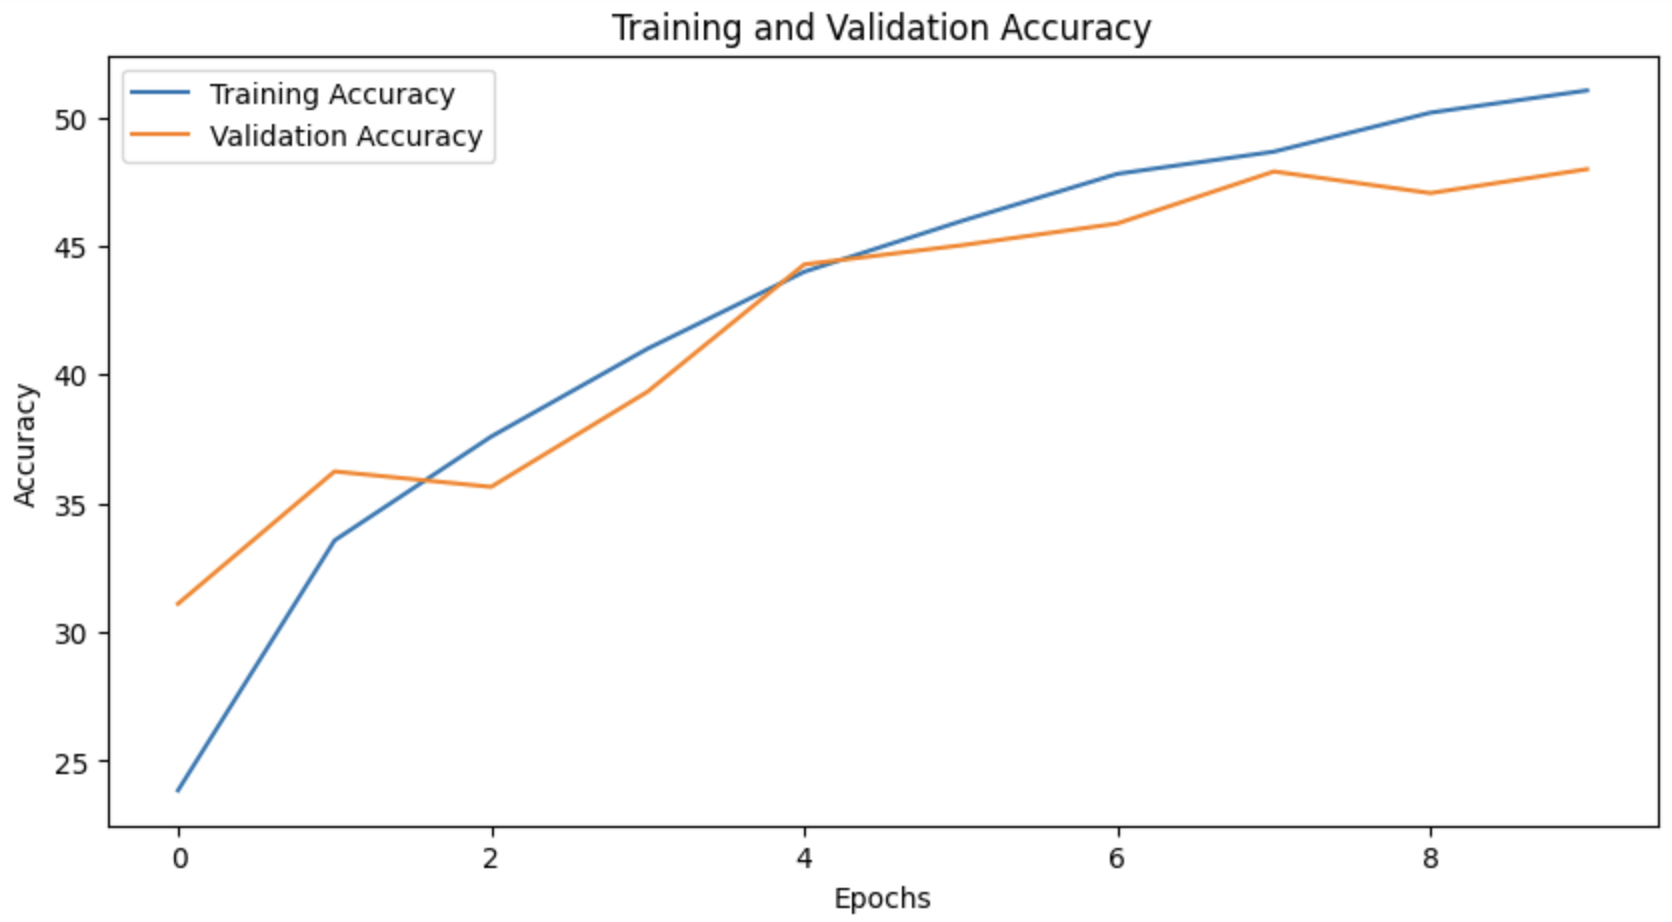 Training and Validation Accuracy
Training Accuracy
Validation Accuracy
50
45
40
35
30
25
Accuracy
0 2 4 6 8
Epochs